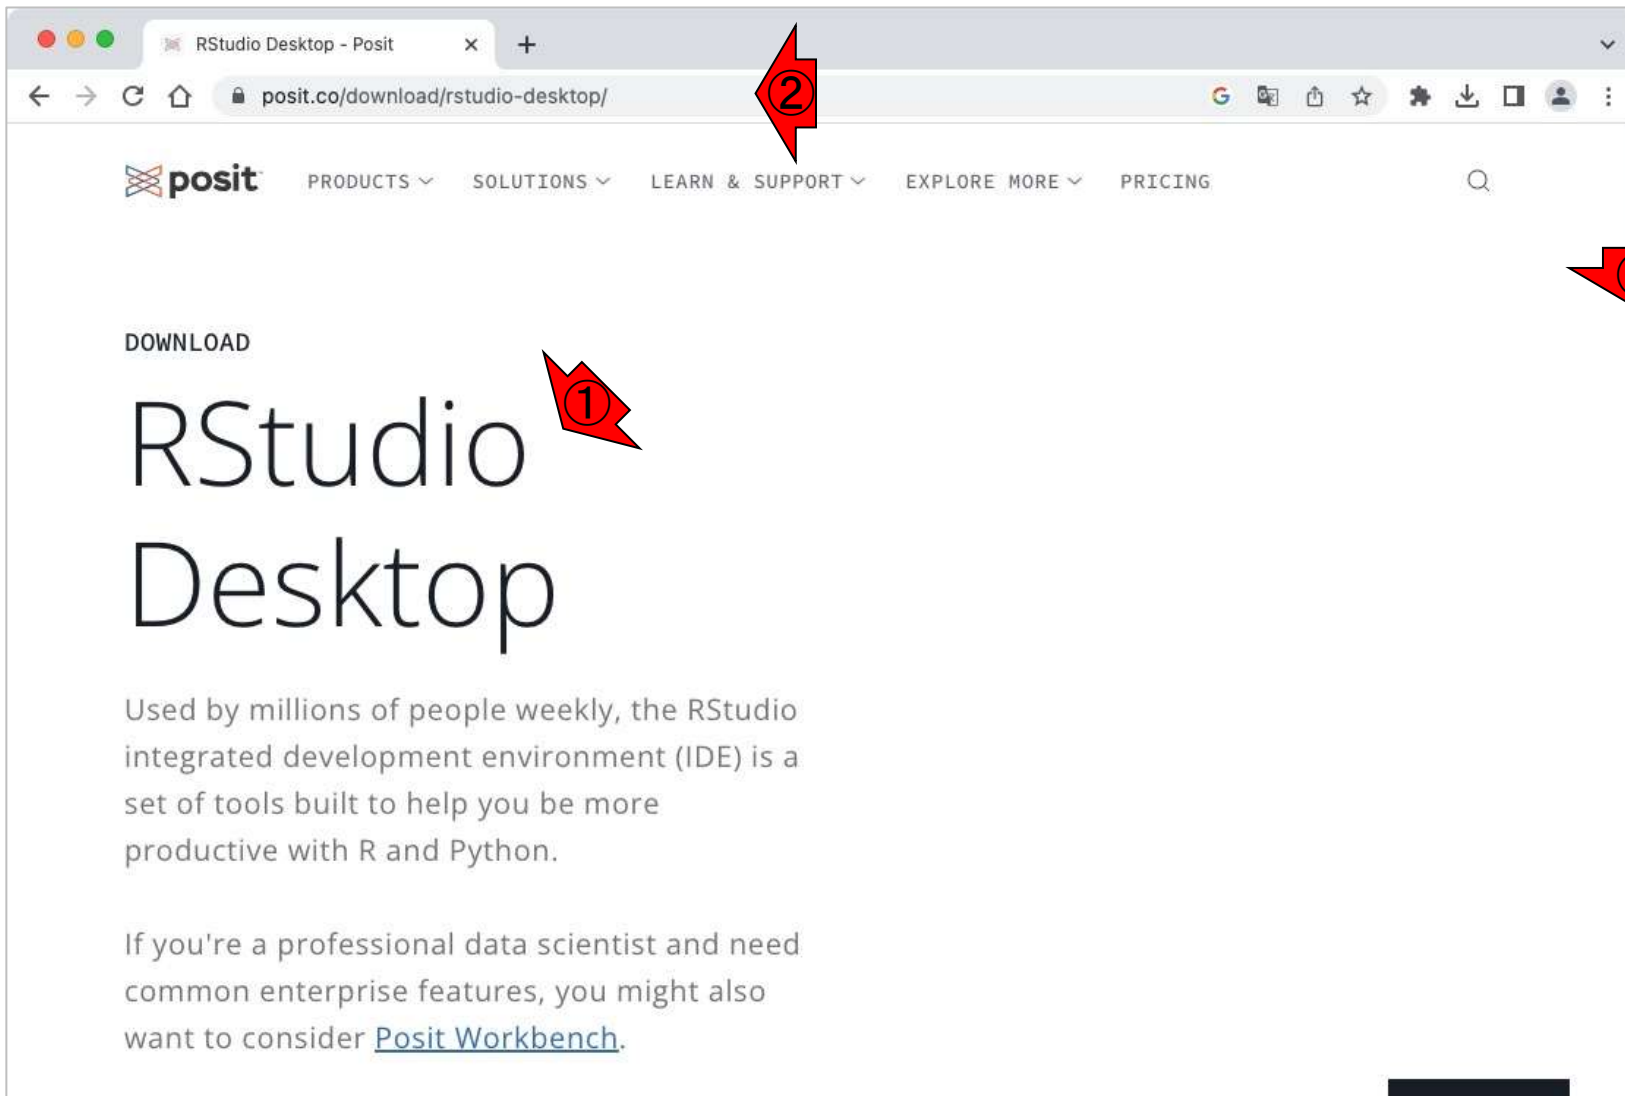 RStudio Desktop - Posit
posit.co/download/rstudio-desktop/
②
posit PRODUCTS SOLUTIONS LEARN & SUPPORT EXPLORE MORE PRICING
DOWNLOAD
①
RStudio
Desktop
Used by millions of people weekly, the RStudio
integrated development environment (IDE) is a
set of tools built to help you be more
productive with R and Python.
If you're a professional data scientist and need
common enterprise features, you might also
want to consider Posit Workbench.